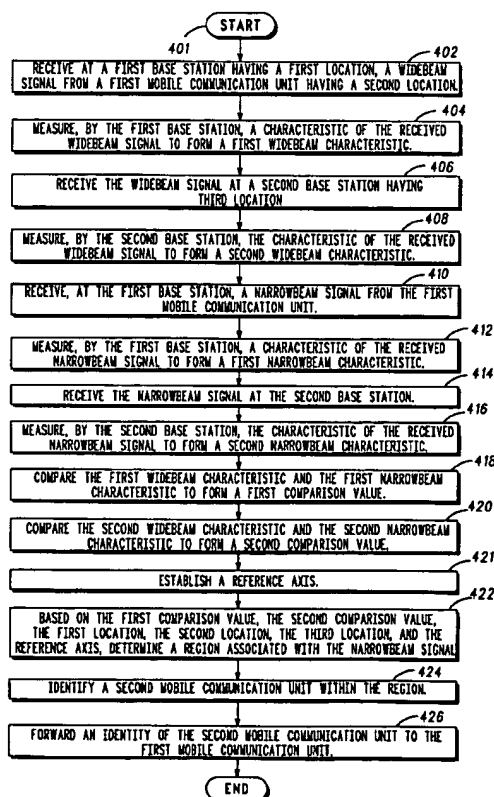 START
401
402
RECEIVE AT A FIRST BASE STATION HAVING A FIRST LOCATION, A WIDEBEAM
SIGNAL FROM A FIRST MOBILE COMMUNICATION UNIT HAVING A SECOND LOCATION.
404
MEASURE, BY THE FIRST BASE STATION, A CHARACTERISTIC OF THE RECEIVED
WIDEBEAM SIGNAL TO FORM A FIRST WIDEBEAM CHARACTERISTIC.
406
RECEIVE THE WIDEBEAM SIGNAL AT A SECOND BASE STATION HAVING
THIRD LOCATION
408
MEASURE, BY THE SECOND BASE STATION, THE CHARACTERISTIC OF THE RECEIVED
WIDEBEAM SIGNAL TO FORM A SECOND WIDEBEAM CHARACTERISTIC.
410
RECEIVE, AT THE FIRST BASE STATION, A NARROWBEAM SIGNAL FROM THE FIRST
MOBILE COMMUNICATION UNIT.
412
MEASURE, BY THE FIRST BASE STATION, A CHARACTERISTIC OF THE RECEIVED
NARROWBEAM SIGNAL TO FORM A FIRST NARROWBEAM CHARACTERISTIC.
414
RECEIVE THE NARROWBEAM SIGNAL AT THE SECOND BASE STATION.
416
MEASURE, BY THE SECOND BASE STATION, THE CHARACTERISTIC OF THE RECEIVED
NARROWBEAM SIGNAL TO FORM A SECOND NARROWBEAM CHARACTERISTIC.
418
COMPARE THE FIRST WIDEBEAM CHARACTERISTIC AND THE FIRST NARROWBEAM
CHARACTERISTIC TO FORM A FIRST COMPARISON VALUE.
420
COMPARE THE SECOND WIDEBEAM CHARACTERISTIC AND THE SECOND NARROWBEAM
CHARACTERISTIC TO FORM A SECOND COMPARISON VALUE.
421
ESTABLISH A REFERENCE AXIS.
422
BASED ON THE FIRST COMPARISON VALUE, THE SECOND COMPARISON VALUE,
THE FIRST LOCATION, THE SECOND LOCATION, THE THIRD LOCATION, AND THE
REFERENCE AXIS, DETERMINE A REGION ASSOCIATED WITH THE NARROWBEAM SIGNAL
424
IDENTIFY A SECOND MOBILE COMMUNICATION UNIT WITHIN THE REGION.
426
FORWARD AN IDENTITY OF THE SECOND MOBILE COMMUNICATION UNIT TO THE
FIRST MOBILE COMMUNICATION UNIT.
END